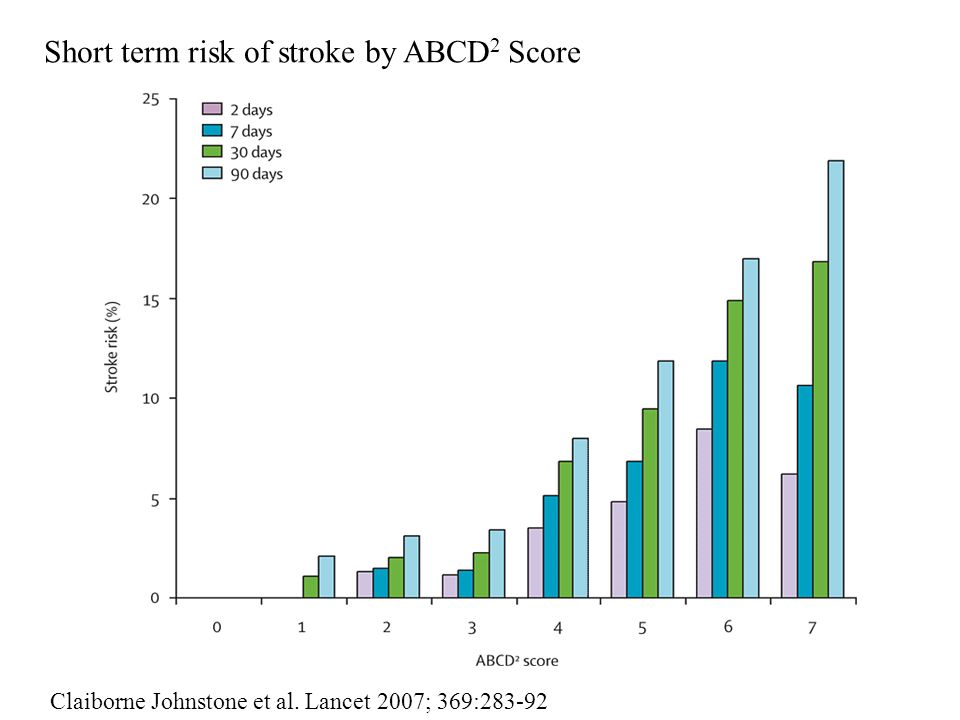 Short term risk of stroke by ABCD² Score
25
20
15
10
5
0
Stroke risk (%)
2 days
7 days
30 days
90 days
0 1 2 3 4 5 6 7
ABCD² score
Claiborne Johnstone et al. Lancet 2007; 369:283-92